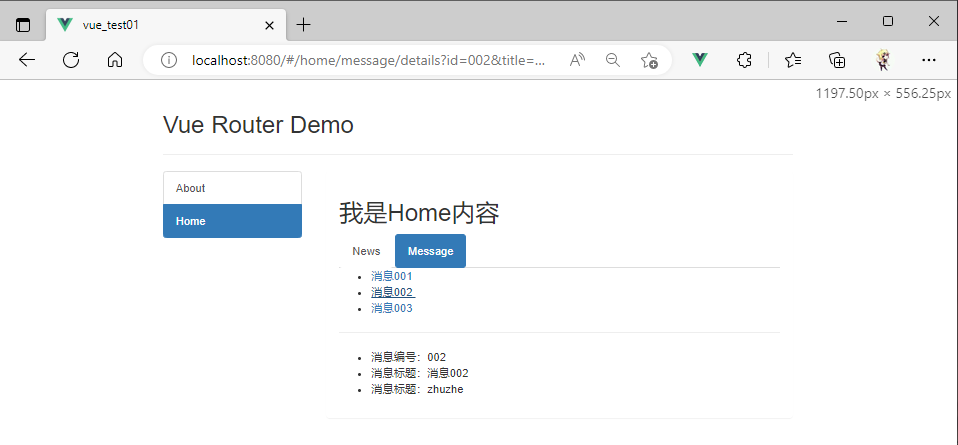 vue_test01
localhost:8080/#/home/message/details?id=002&title=...
1197.50px × 556.25px
Vue Router Demo
About
Home
我是Home内容
News Message
消息001
消息002
消息003
消息编号：002
消息标题：消息002
消息标题：zhuzhe